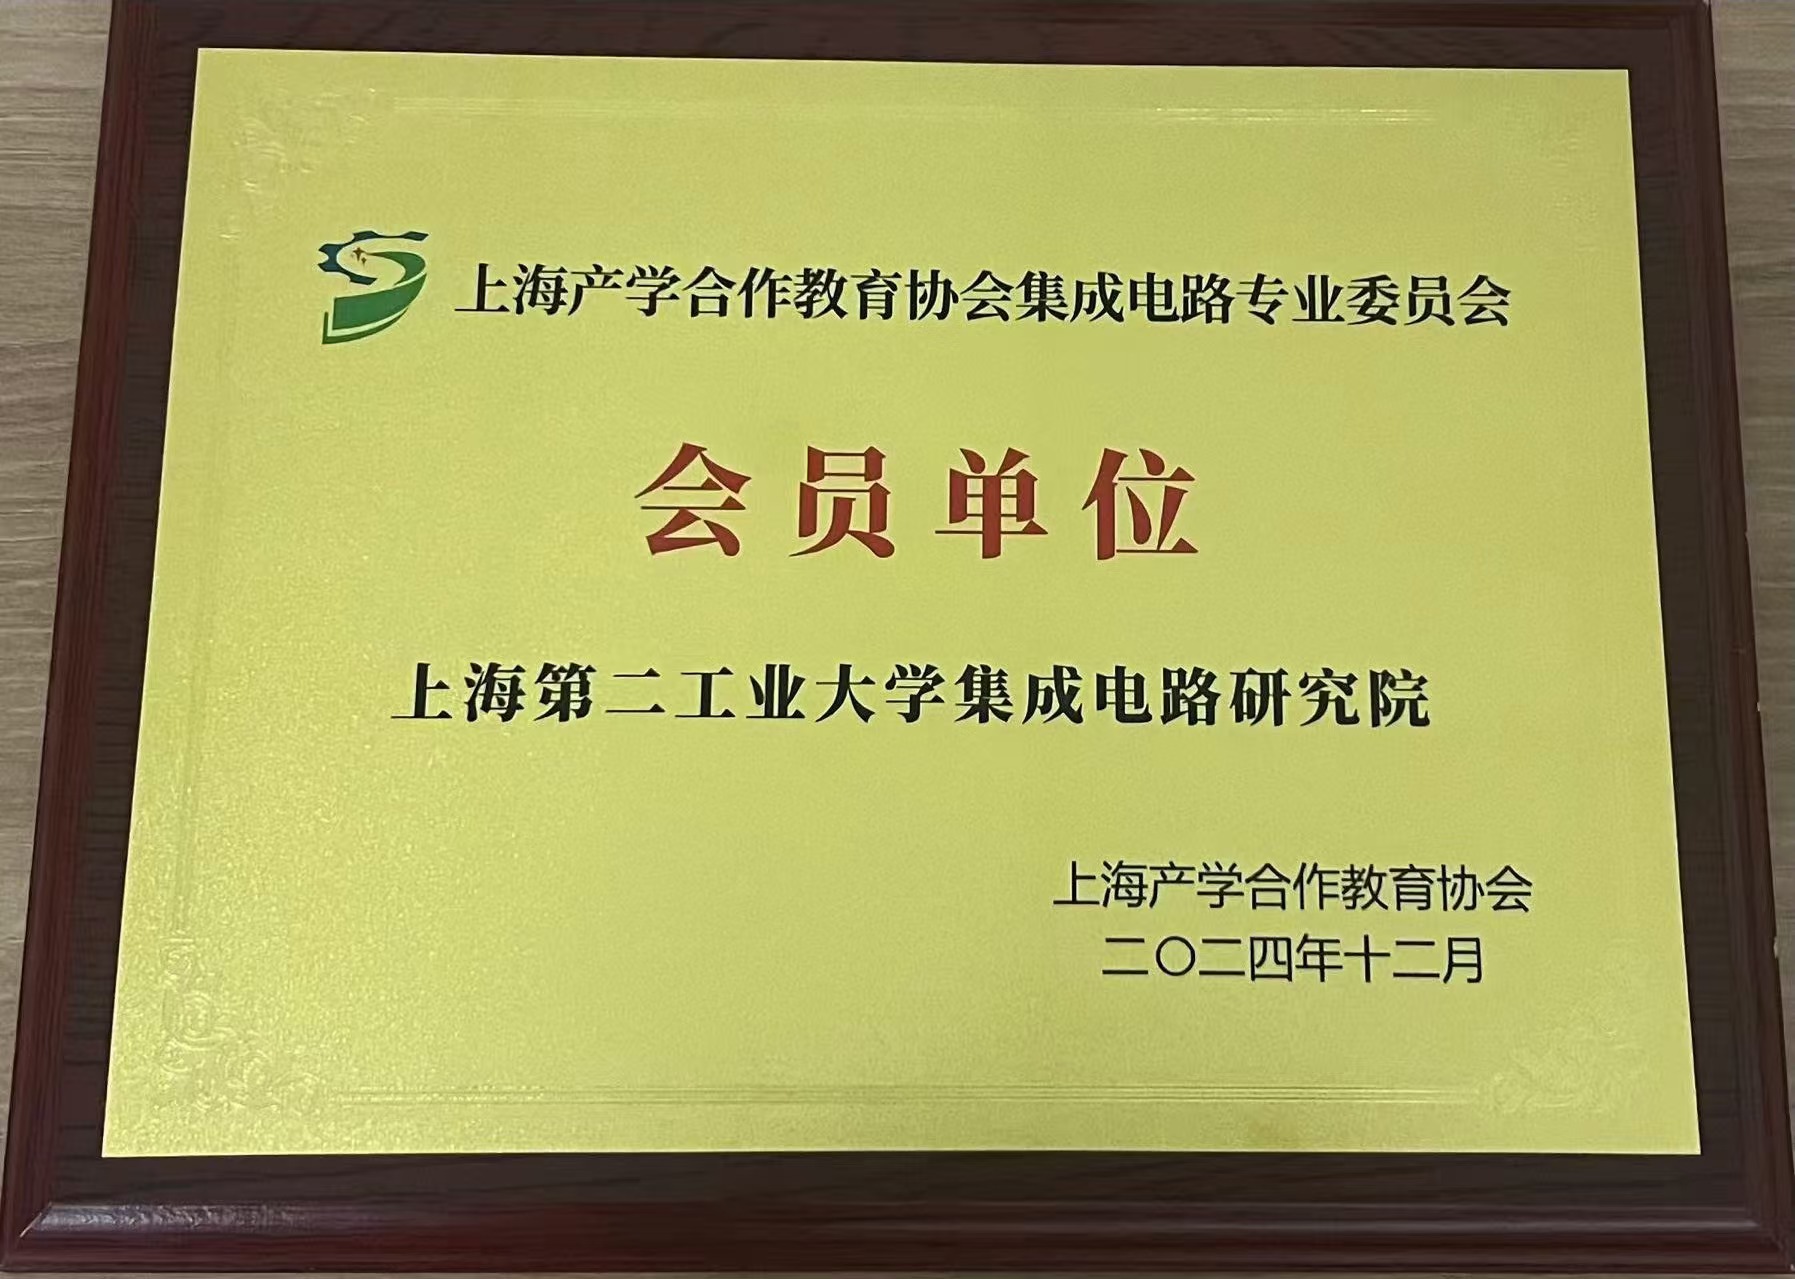 上海产学合作教育协会集成电路专业委员会
会员单位
上海第二工业大学集成电路研究院
上海产学合作教育协会
二〇二四年十二月